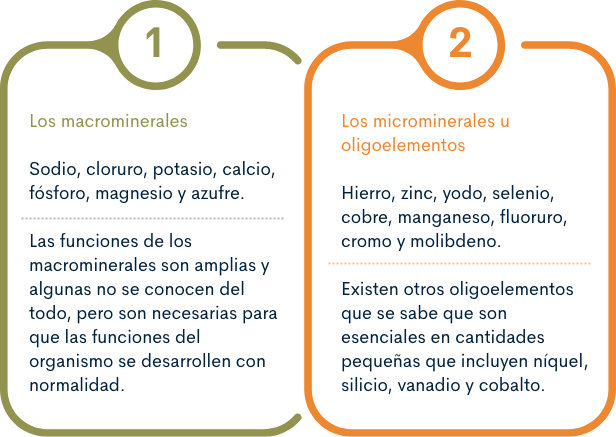 1
Los macrominerales
Sodio, cloruro, potasio, calcio,
fósforo, magnesio y azufre.
Las funciones de los
macrominerales son amplias y
algunas no se conocen del
todo, pero son necesarias para
que las funciones del
organismo se desarrollen con
normalidad.
2
Los microminerales u
oligoelementos
Hierro, zinc, yodo, selenio,
cobre, manganeso, fluoruro,
cromo y molibdeno.
Existen otros oligoelementos
que se sabe que son
esenciales en cantidades
pequeñas que incluyen níquel,
silicio, vanadio y cobalto.